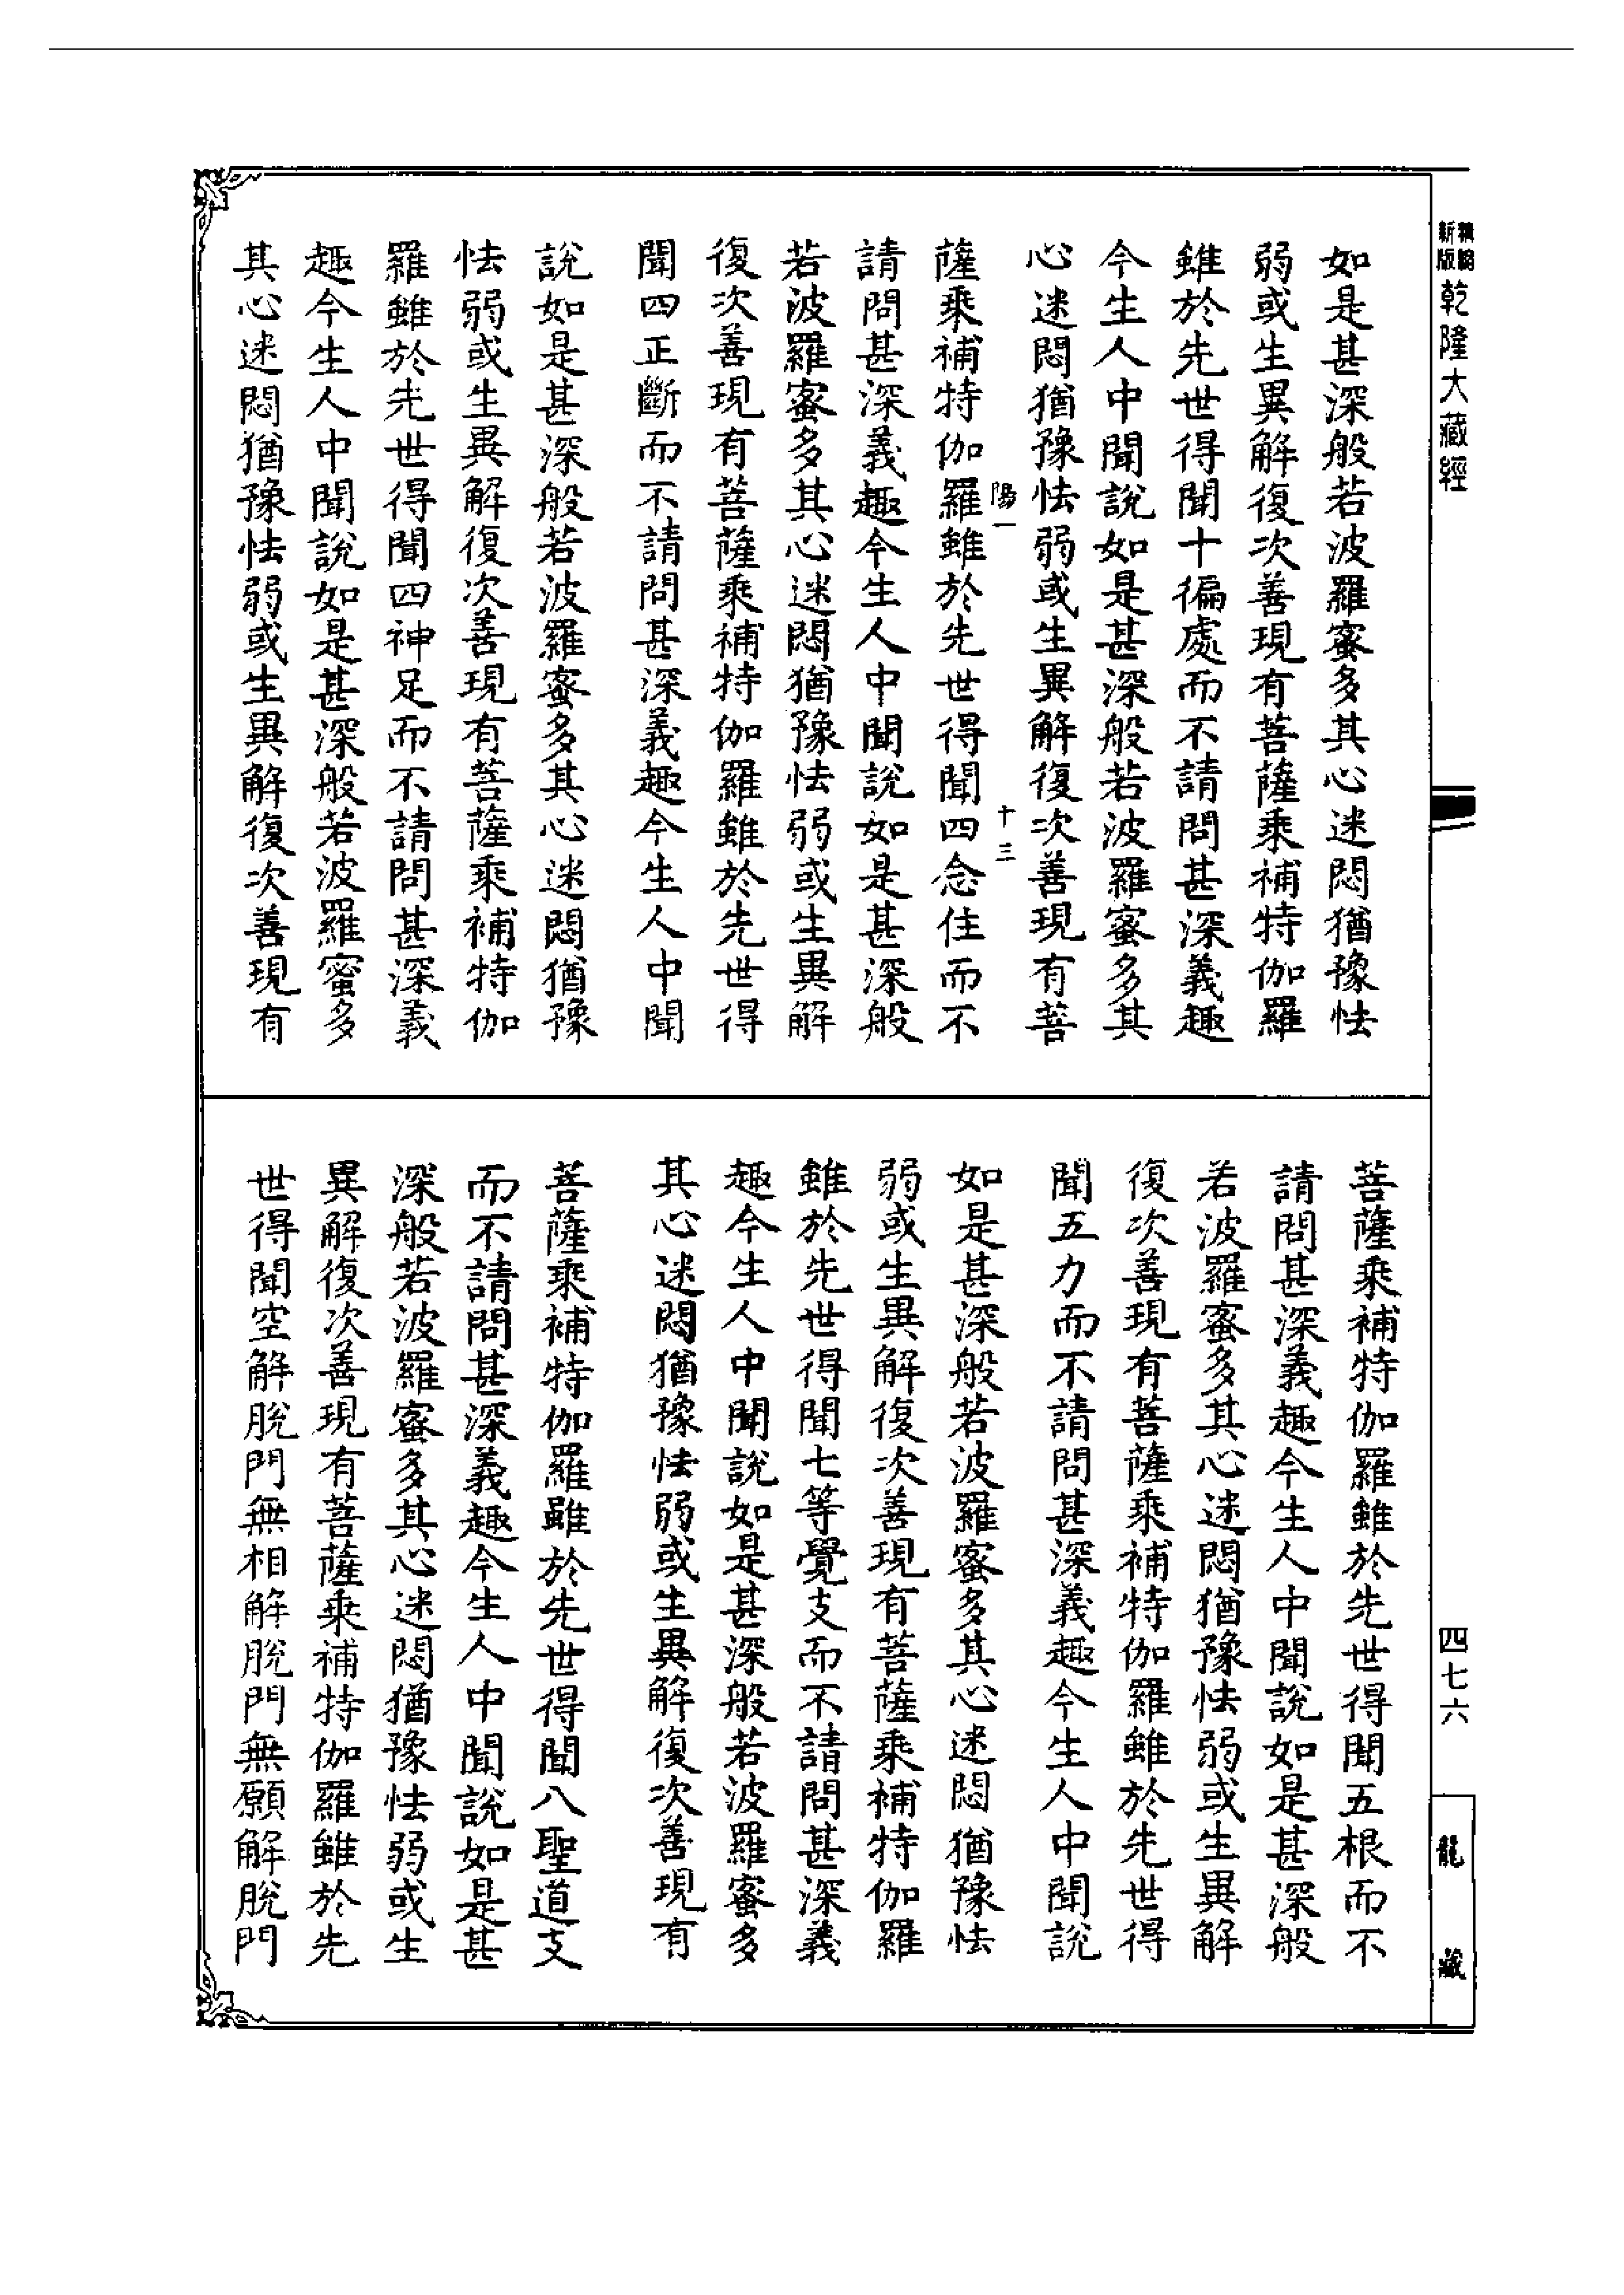 新版
乾隆大藏經
如是甚深般若波羅蜜多其心迷悶猶豫怯
弱或生異解復次善現有菩薩乘補特伽羅
雖於先世得聞十徧處而不請問甚深義趣
今生人中聞說如是甚深般若波羅蜜多其
心迷悶猶豫怯弱或生異解復次善現有菩
陽一
十三
薩乘補特伽羅雖於先世得聞四念住而不
請問甚深義趣今生人中聞說如是甚深般
若波羅蜜多其心迷悶猶豫怯弱或生異解
復次善現有菩薩乘補特伽羅雖於先世得
聞四正斷而不請問甚深義趣今生人中聞
說如是甚深般若波羅蜜多其心迷悶猶豫
怯弱或生異解復次善現有菩薩乘補特伽
羅雖於先世得聞四神足而不請問甚深義
趣今生人中聞說如是甚深般若波羅蜜多
其心迷悶猶豫怯弱或生異解復次善現有
菩薩乘補特伽羅雖於先世得聞五根而不
請問甚深義趣今生人中聞說如是甚深般
若波羅蜜多其心迷悶猶豫怯弱或生異解
復次善現有菩薩乘補特伽羅雖於先世得
聞五力而不請問甚深義趣今生人中聞說
如是甚深般若波羅蜜多其心迷悶猶豫怯
弱或生異解復次善現有菩薩乘補特伽羅
雖於先世得聞七等覺支而不請問甚深義
趣今生人中聞說如是甚深般若波羅蜜多
其心迷悶猶豫怯弱或生異解復次善現有
菩薩乘補特伽羅雖於先世得聞八聖道支
而不請問甚深義趣今生人中聞說如是甚
深般若波羅蜜多其心迷悶猶豫怯弱或生
異解復次善現有菩薩乘補特伽羅雖於先
世得聞空解脫門無相解脫門無願解脫門
四七六
龍藏